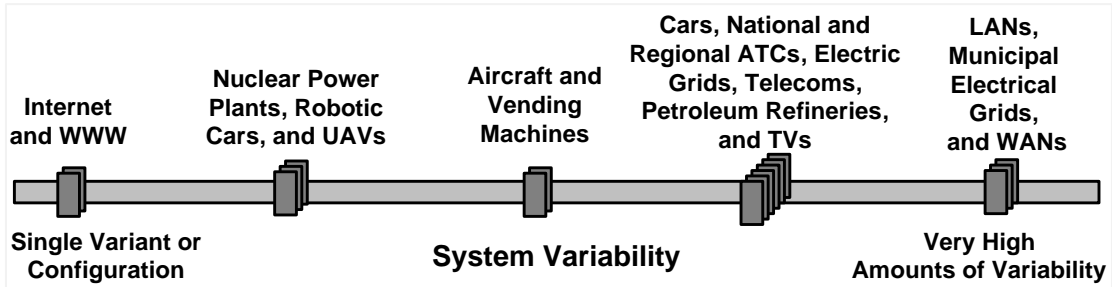 Internet
and WWW
Nuclear Power
Plants, Robotic
Cars, and UAVs
Aircraft and
Vending
Machines
Cars, National and
Regional ATCs, Electric
Grids, Telecoms,
Petroleum Refineries,
and TVs
LANs,
Municipal
Electrical
Grids,
and WANs
Single Variant or
Configuration
System Variability
Very High
Amounts of Variability